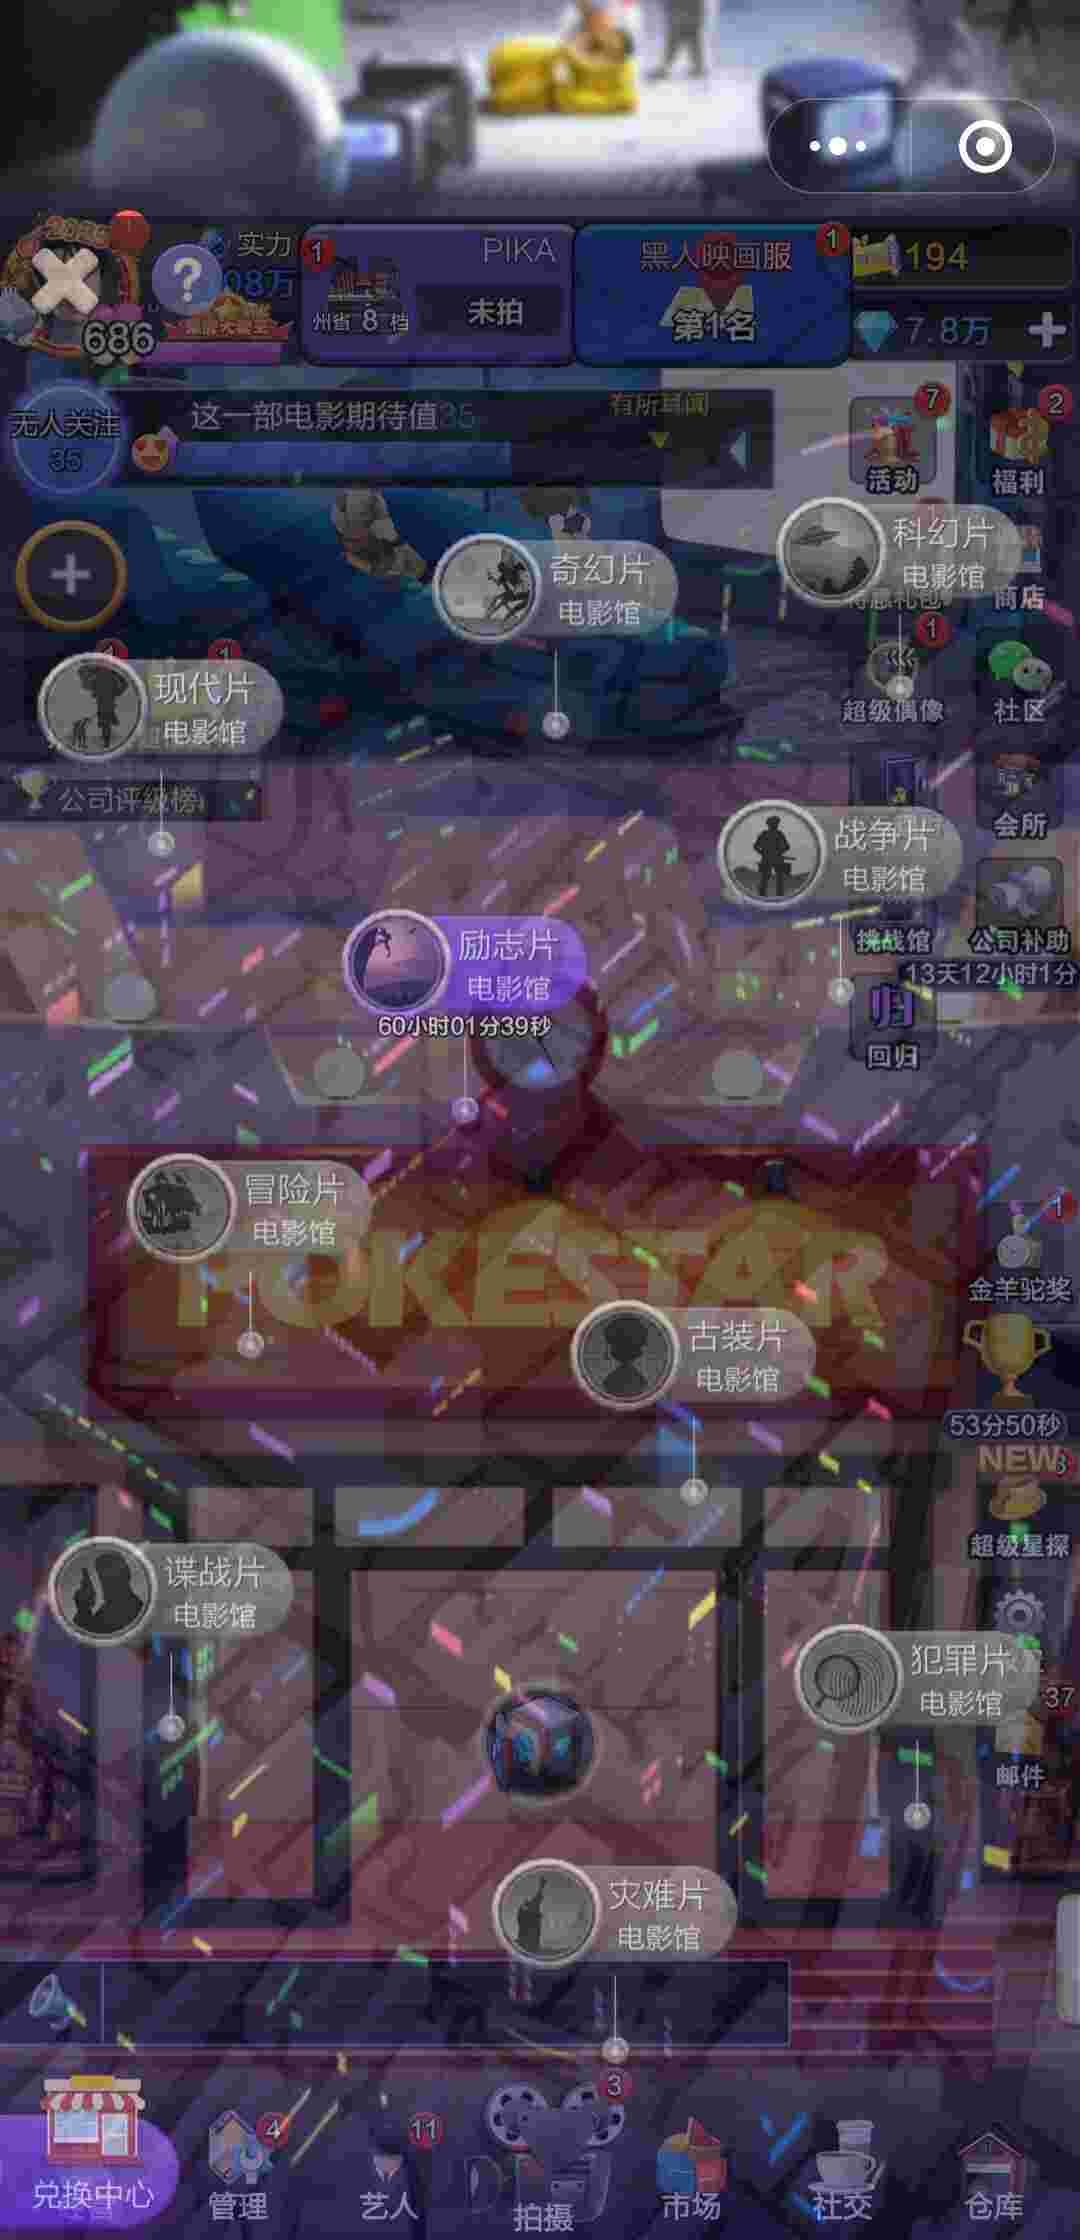 实力
08万
686
1
PIKA
州省 8 档
未拍
黑人映画服
1
第1名
194
7.8万
无人关注
35
这一部电影期待值35
有所耳闻
7
活动
2
福利
奇幻片
电影馆
科幻片
电影馆
商店
现代片
电影馆
1
超级偶像
社区
公司评级榜
会所
战争片
电影馆
挑战馆
公司补助
13天12小时1分
励志片
电影馆
60小时01分39秒
归
回归
冒险片
电影馆
POKESTAR
1
金羊驼奖
古装片
电影馆
53分50秒
NEW
超级星探
谍战片
电影馆
犯罪片
电影馆
37
邮件
灾难片
电影馆
兑换中心
4
管理
11
艺人
3
拍摄
市场
社交
仓库